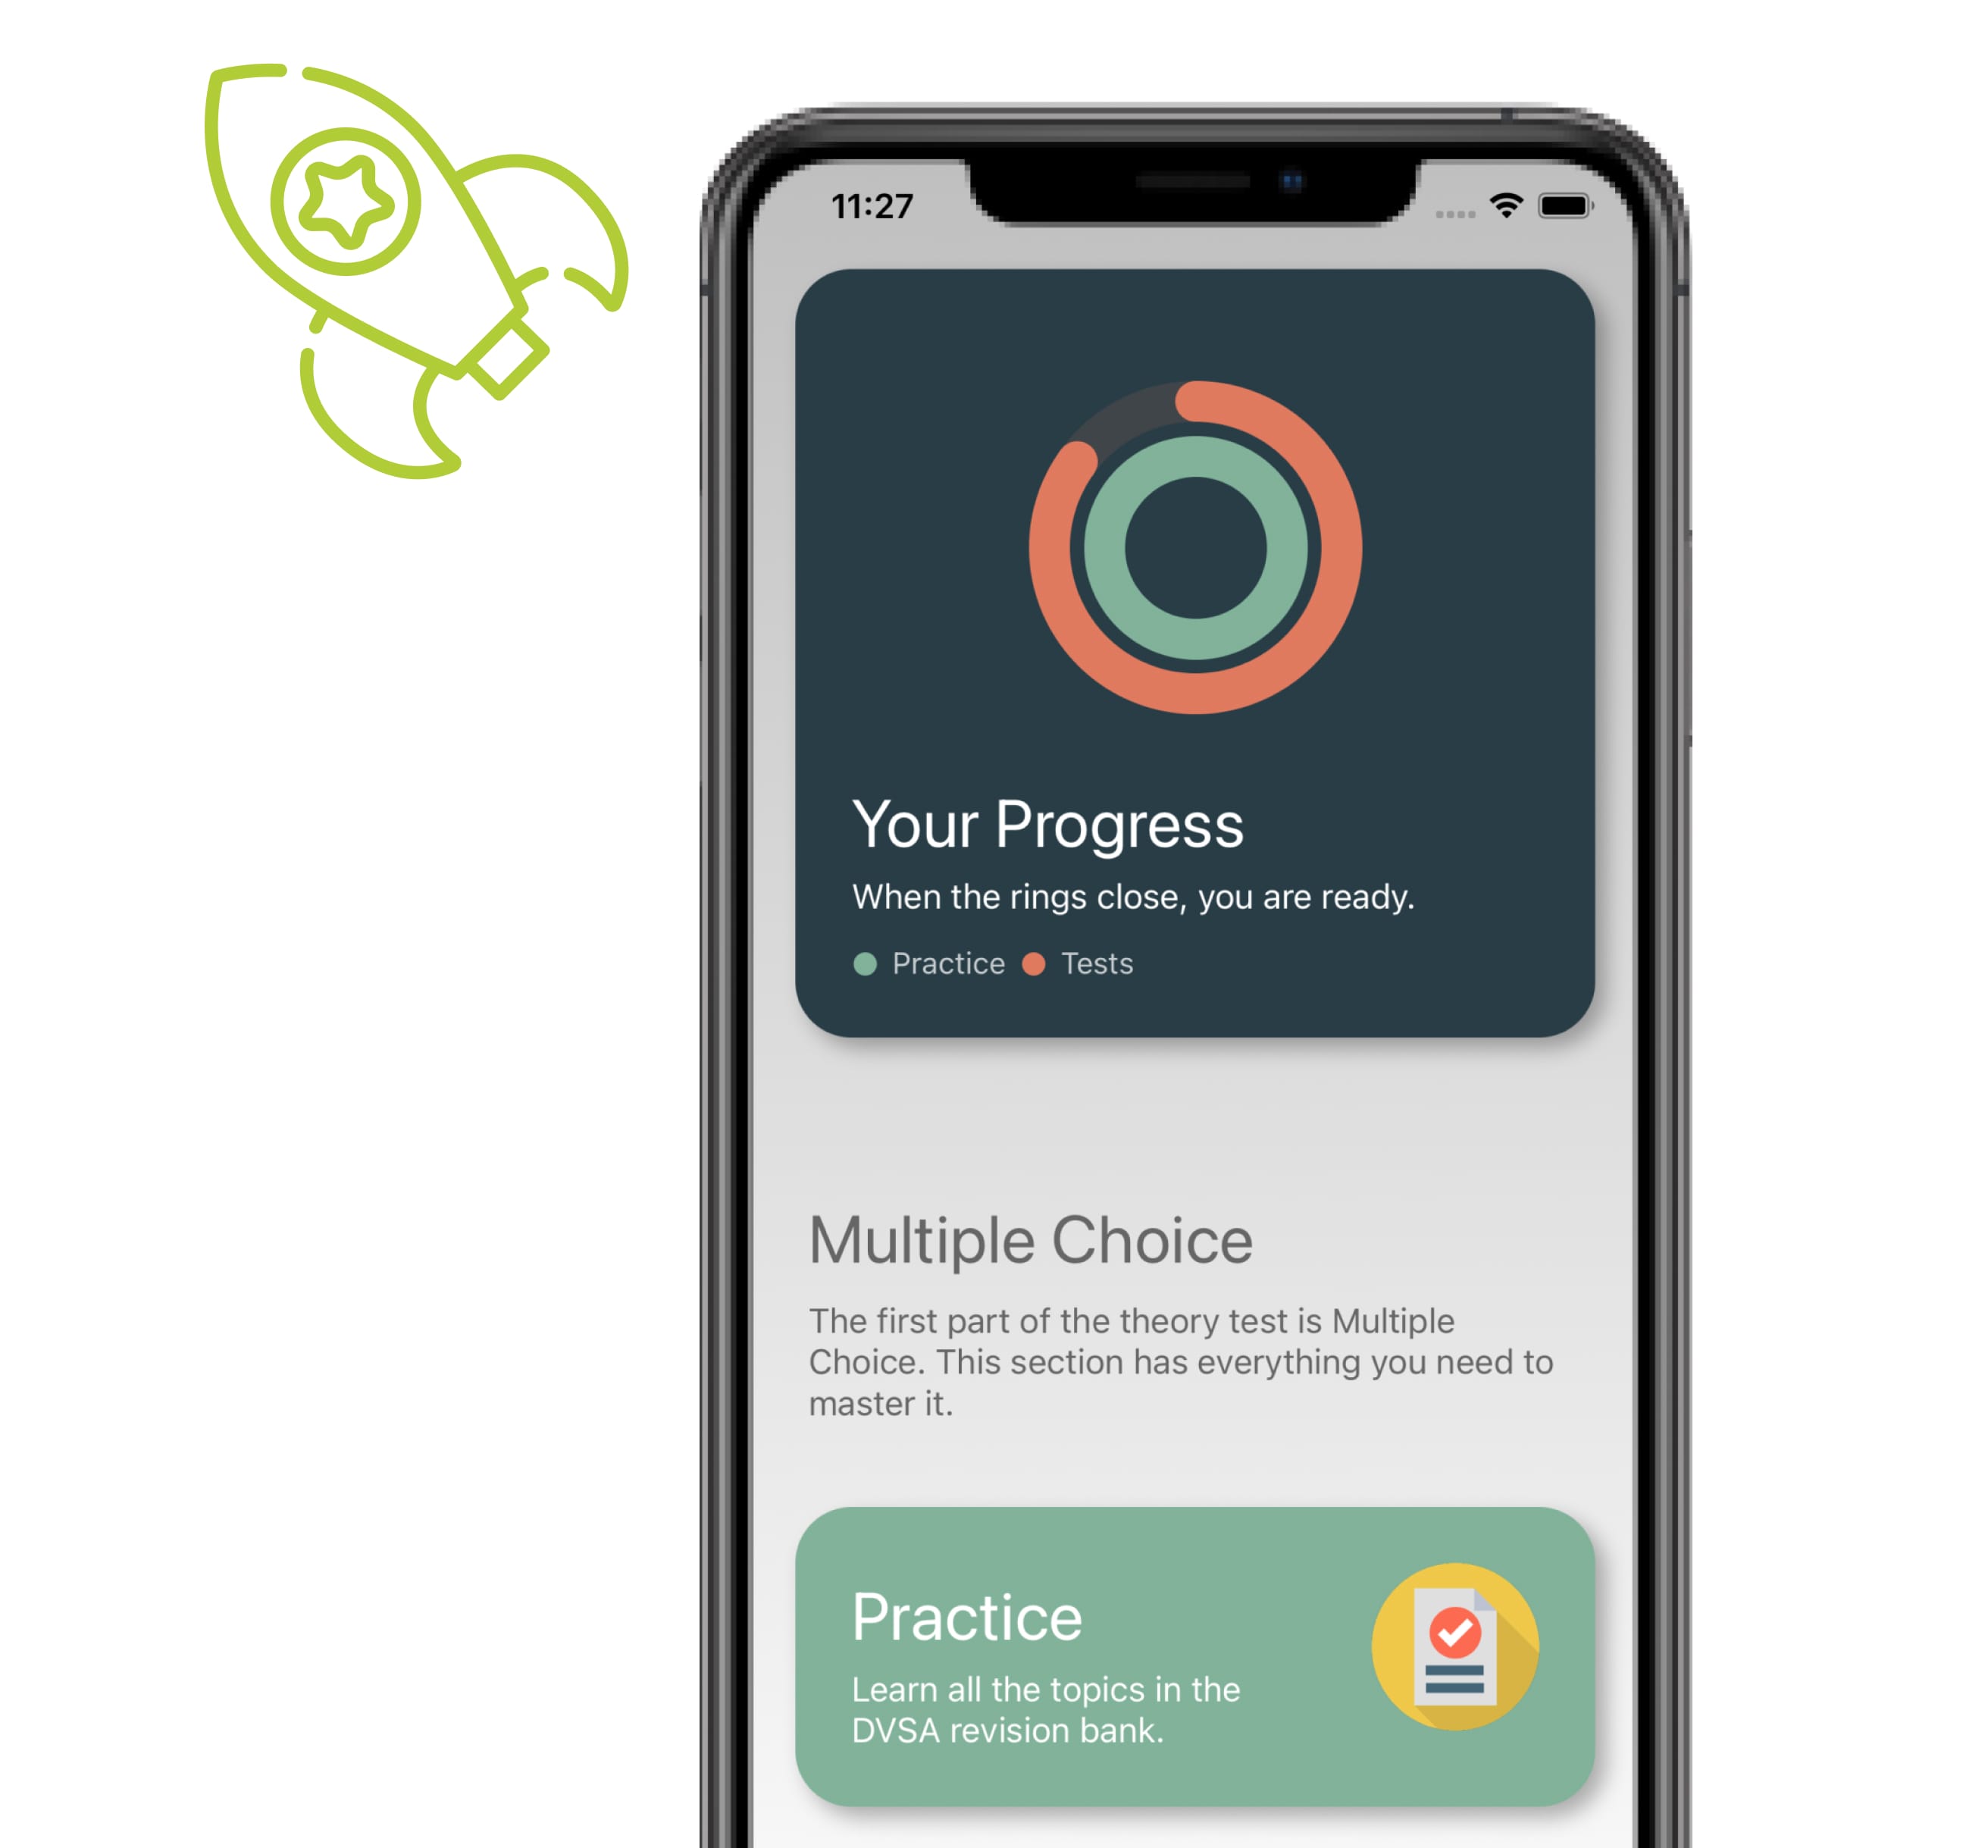 11:27
Your Progress
When the rings close, you are ready.
Practice Tests
Multiple Choice
The first part of the theory test is Multiple
Choice. This section has everything you need to
master it.
Practice
Learn all the topics in the
DVSA revision bank.